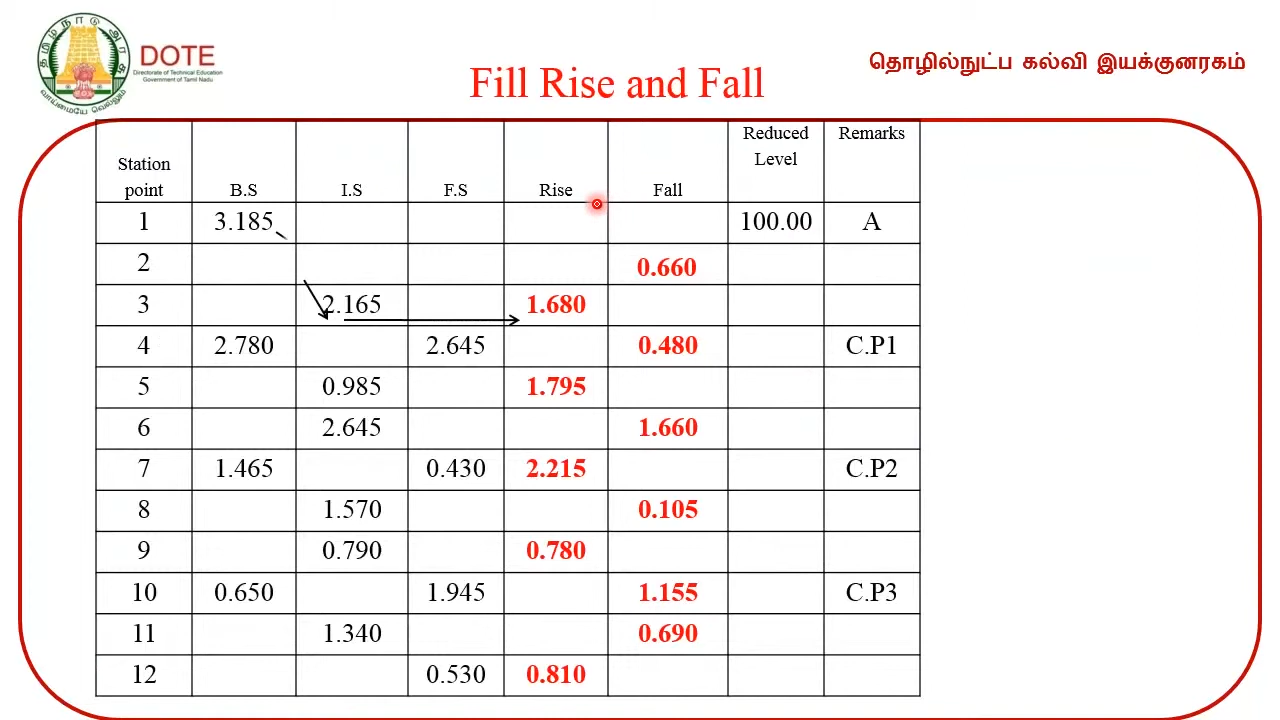 தமிழ் நாடு அரசு
வாய்மையே வெல்லும்
DOTE
Directorate of Technical Education
Government of Tamil Nadu
தொழில்நுட்ப கல்வி இயக்குனரகம்
Fill Rise and Fall
Station point B.S I.S F.S Rise Fall Reduced Level Remarks
1 3.185 100.00 A
2 0.660
3 2.165 1.680
4 2.780 2.645 0.480 C.P1
5 0.985 1.795
6 2.645 1.660
7 1.465 0.430 2.215 C.P2
8 1.570 0.105
9 0.790 0.780
10 0.650 1.945 1.155 C.P3
11 1.340 0.690
12 0.530 0.810